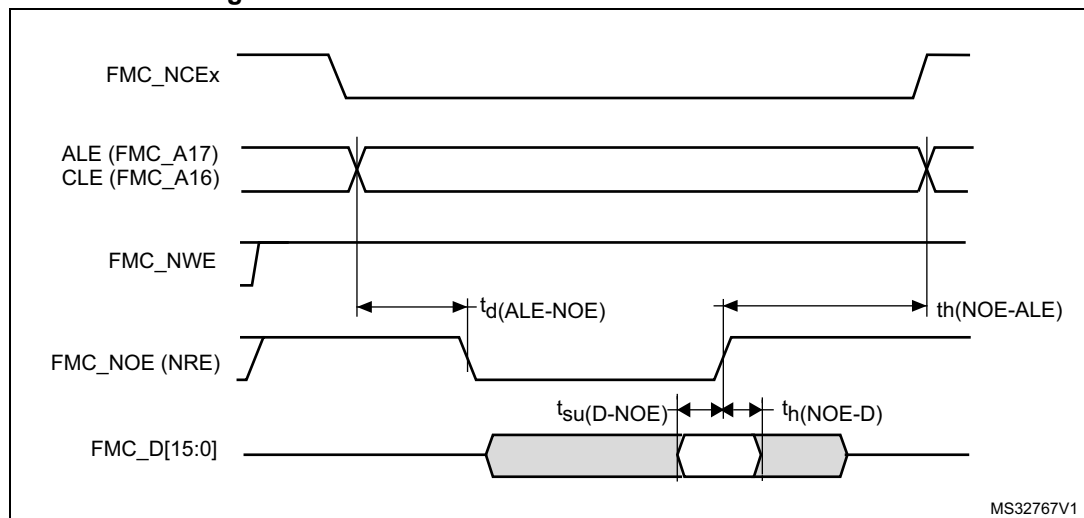 FMC_NCEx
ALE (FMC_A17)
CLE (FMC_A16)
FMC_NWE
td(ALE-NOE)
th(NOE-ALE)
FMC_NOE (NRE)
tsu(D-NOE)
th(NOE-D)
FMC_D[15:0]
MS32767V1